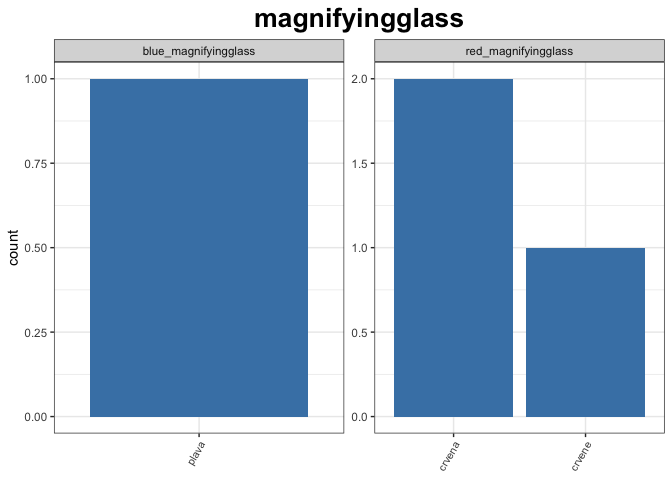 magnifyingglass
blue_magnifyingglass
red_magnifyingglass
count
1.00
0.75
0.50
0.25
0.00
2.0
1.5
1.0
0.5
0.0
plava
crvena
crvene